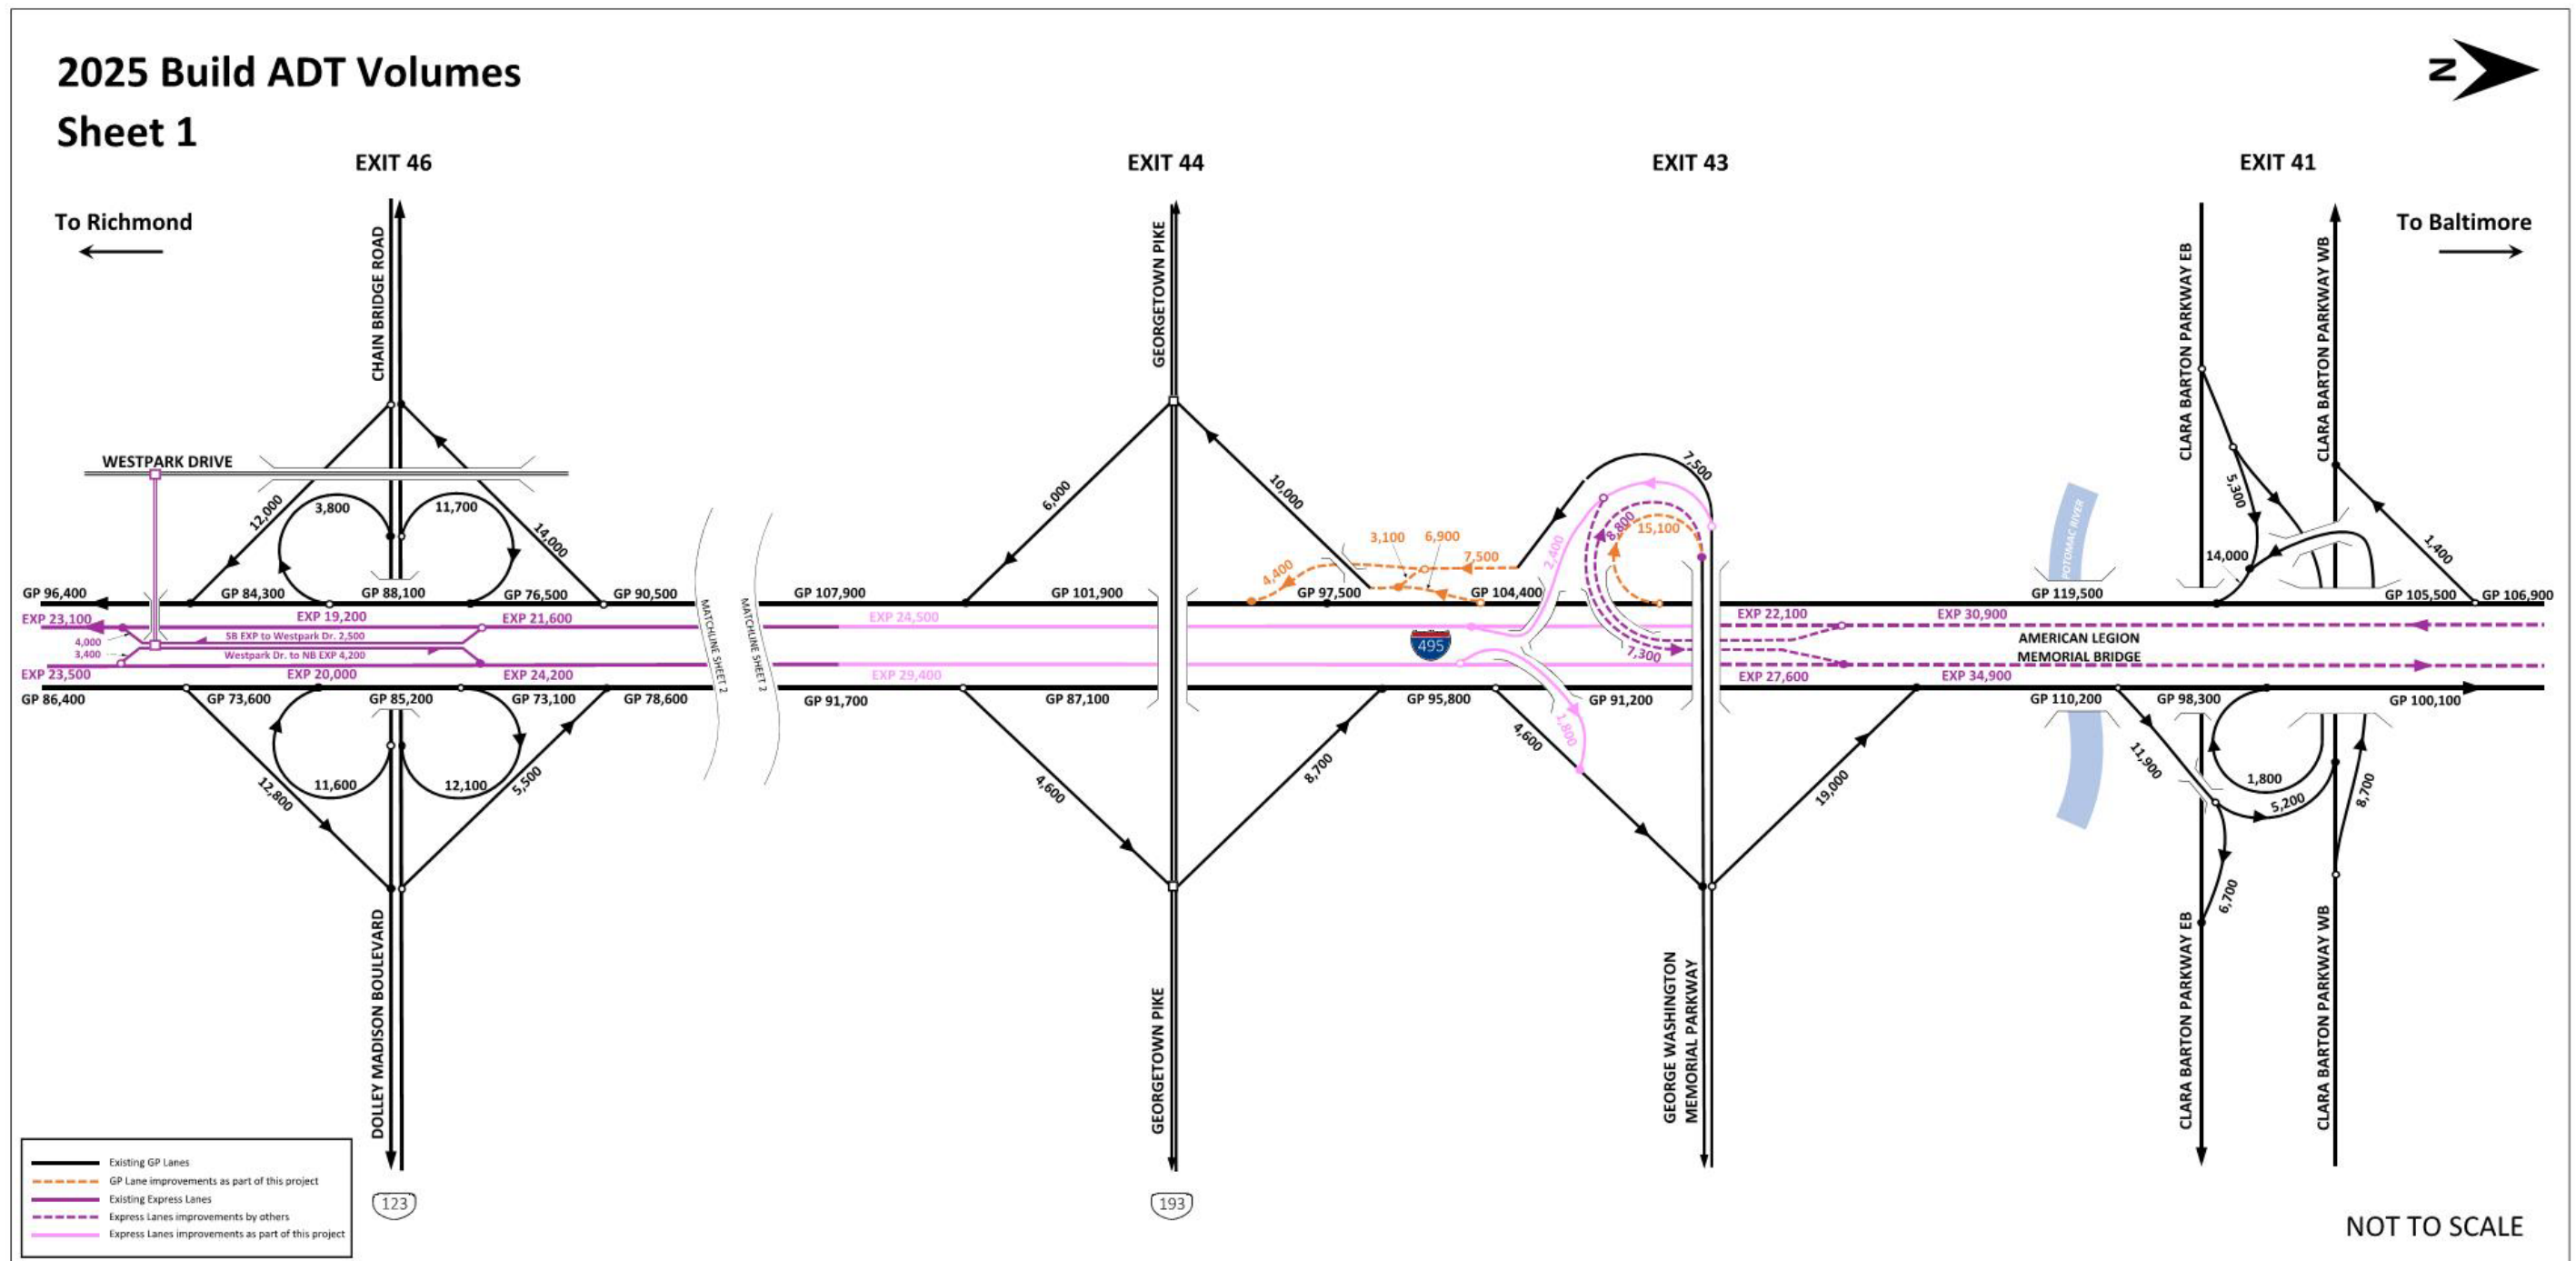 2025 Build ADT Volumes
Sheet 1
N
EXIT 46
EXIT 44
EXIT 43
EXIT 41
To Richmond
To Baltimore
CHAIN BRIDGE ROAD
GEORGETOWN PIKE
CLARA BARTON PARKWAY EB
CLARA BARTON PARKWAY WB
WESTPARK DRIVE
12,000
3,800
11,700
14,000
6,000
10,000
3,100
6,900
7,500
4,400
2,400
7,500
8,800
15,100
7,300
POTOMAC RIVER
5,300
14,000
1,400
GP 96,400
GP 84,300
GP 88,100
GP 76,500
GP 90,500
GP 107,900
GP 101,900
GP 97,500
GP 104,400
GP 119,500
GP 105,500
GP 106,900
EXP 23,100
EXP 19,200
EXP 21,600
EXP 24,500
EXP 22,100
EXP 30,900
4,000
SB EXP to Westpark Dr. 2,500
3,400
Westpark Dr. to NB EXP 4,200
MATCHLINE SHEET 2
MATCHLINE SHEET 2
495
AMERICAN LEGION
MEMORIAL BRIDGE
EXP 23,500
EXP 20,000
EXP 24,200
EXP 29,400
EXP 27,600
EXP 34,900
GP 86,400
GP 73,600
GP 85,200
GP 73,100
GP 78,600
GP 91,700
GP 87,100
GP 95,800
GP 91,200
GP 110,200
GP 98,300
GP 100,100
12,800
11,600
12,100
5,500
4,600
8,700
4,600
1,800
19,000
11,900
1,800
5,200
8,700
6,700
DOLLEY MADISON BOULEVARD
GEORGETOWN PIKE
GEORGE WASHINGTON
MEMORIAL PARKWAY
CLARA BARTON PARKWAY EB
CLARA BARTON PARKWAY WB
Existing GP Lanes
GP Lane improvements as part of this project
Existing Express Lanes
Express Lanes improvements by others
Express Lanes improvements as part of this project
123
193
NOT TO SCALE